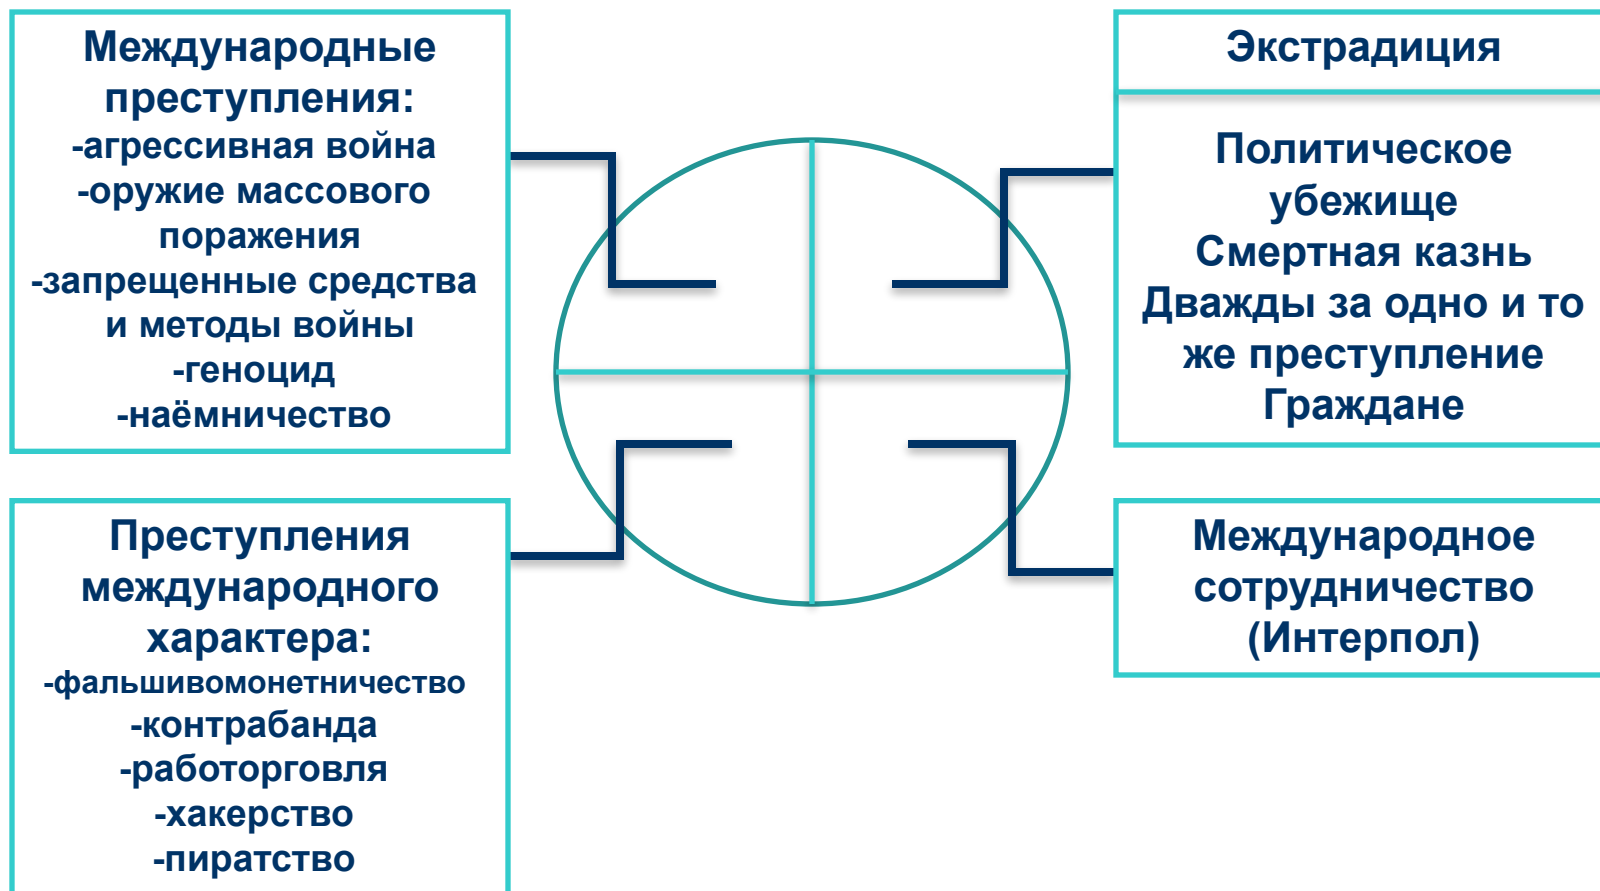 Международные
преступления:
-агрессивная война
-оружие массового
поражения
-запрещенные средства
и методы войны
-геноцид
-наёмничество
Экстрадиция
Политическое
убежище
Смертная казнь
Дважды за одно и то
же преступление
Граждане
Преступления
международного
характера:
-фальшивомонетничество
-контрабанда
-работорговля
-хакерство
-пиратство
Международное
сотрудничество
(Интерпол)